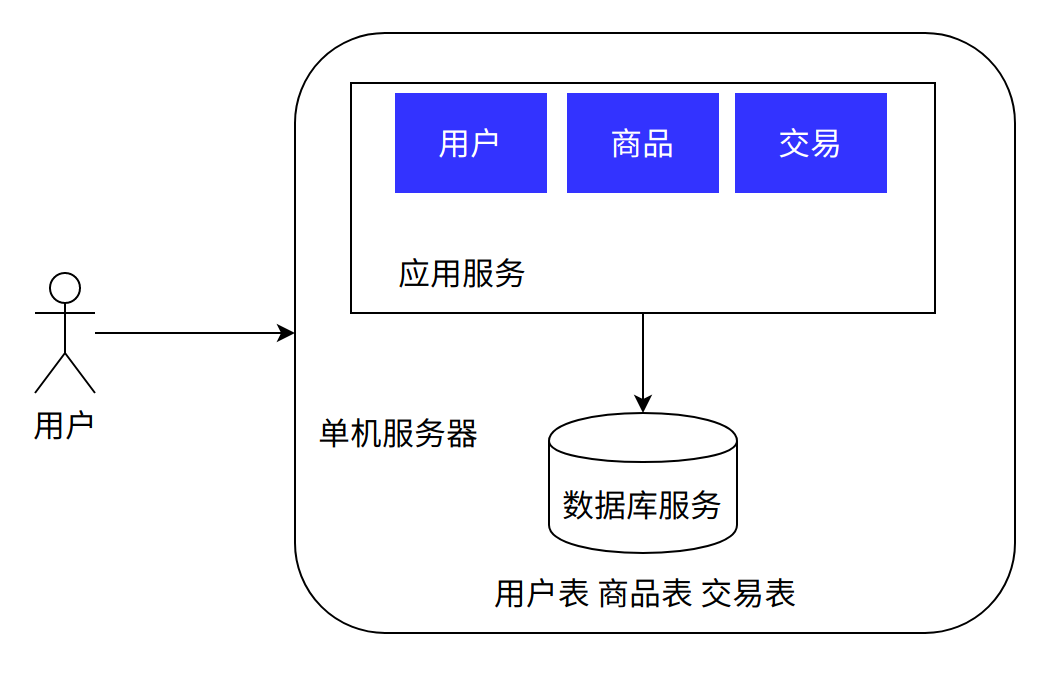 用户 商品 交易
应用服务
用户
单机服务器
数据库服务
用户表 商品表 交易表